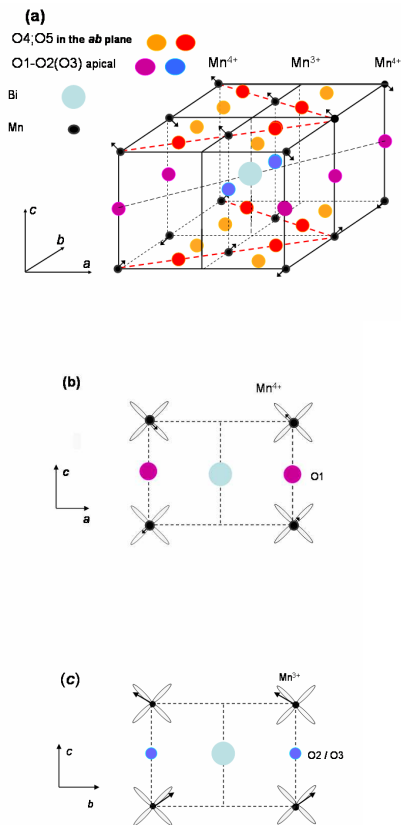 (a)
O4;O5 in the ab plane
Mn4+ Mn3+ Mn4+
O1-O2(O3) apical
Bi
Mn
c
b
a
(b)
Mn4+
c
O1
a
(c)
Mn3+
c
O2 / O3
b